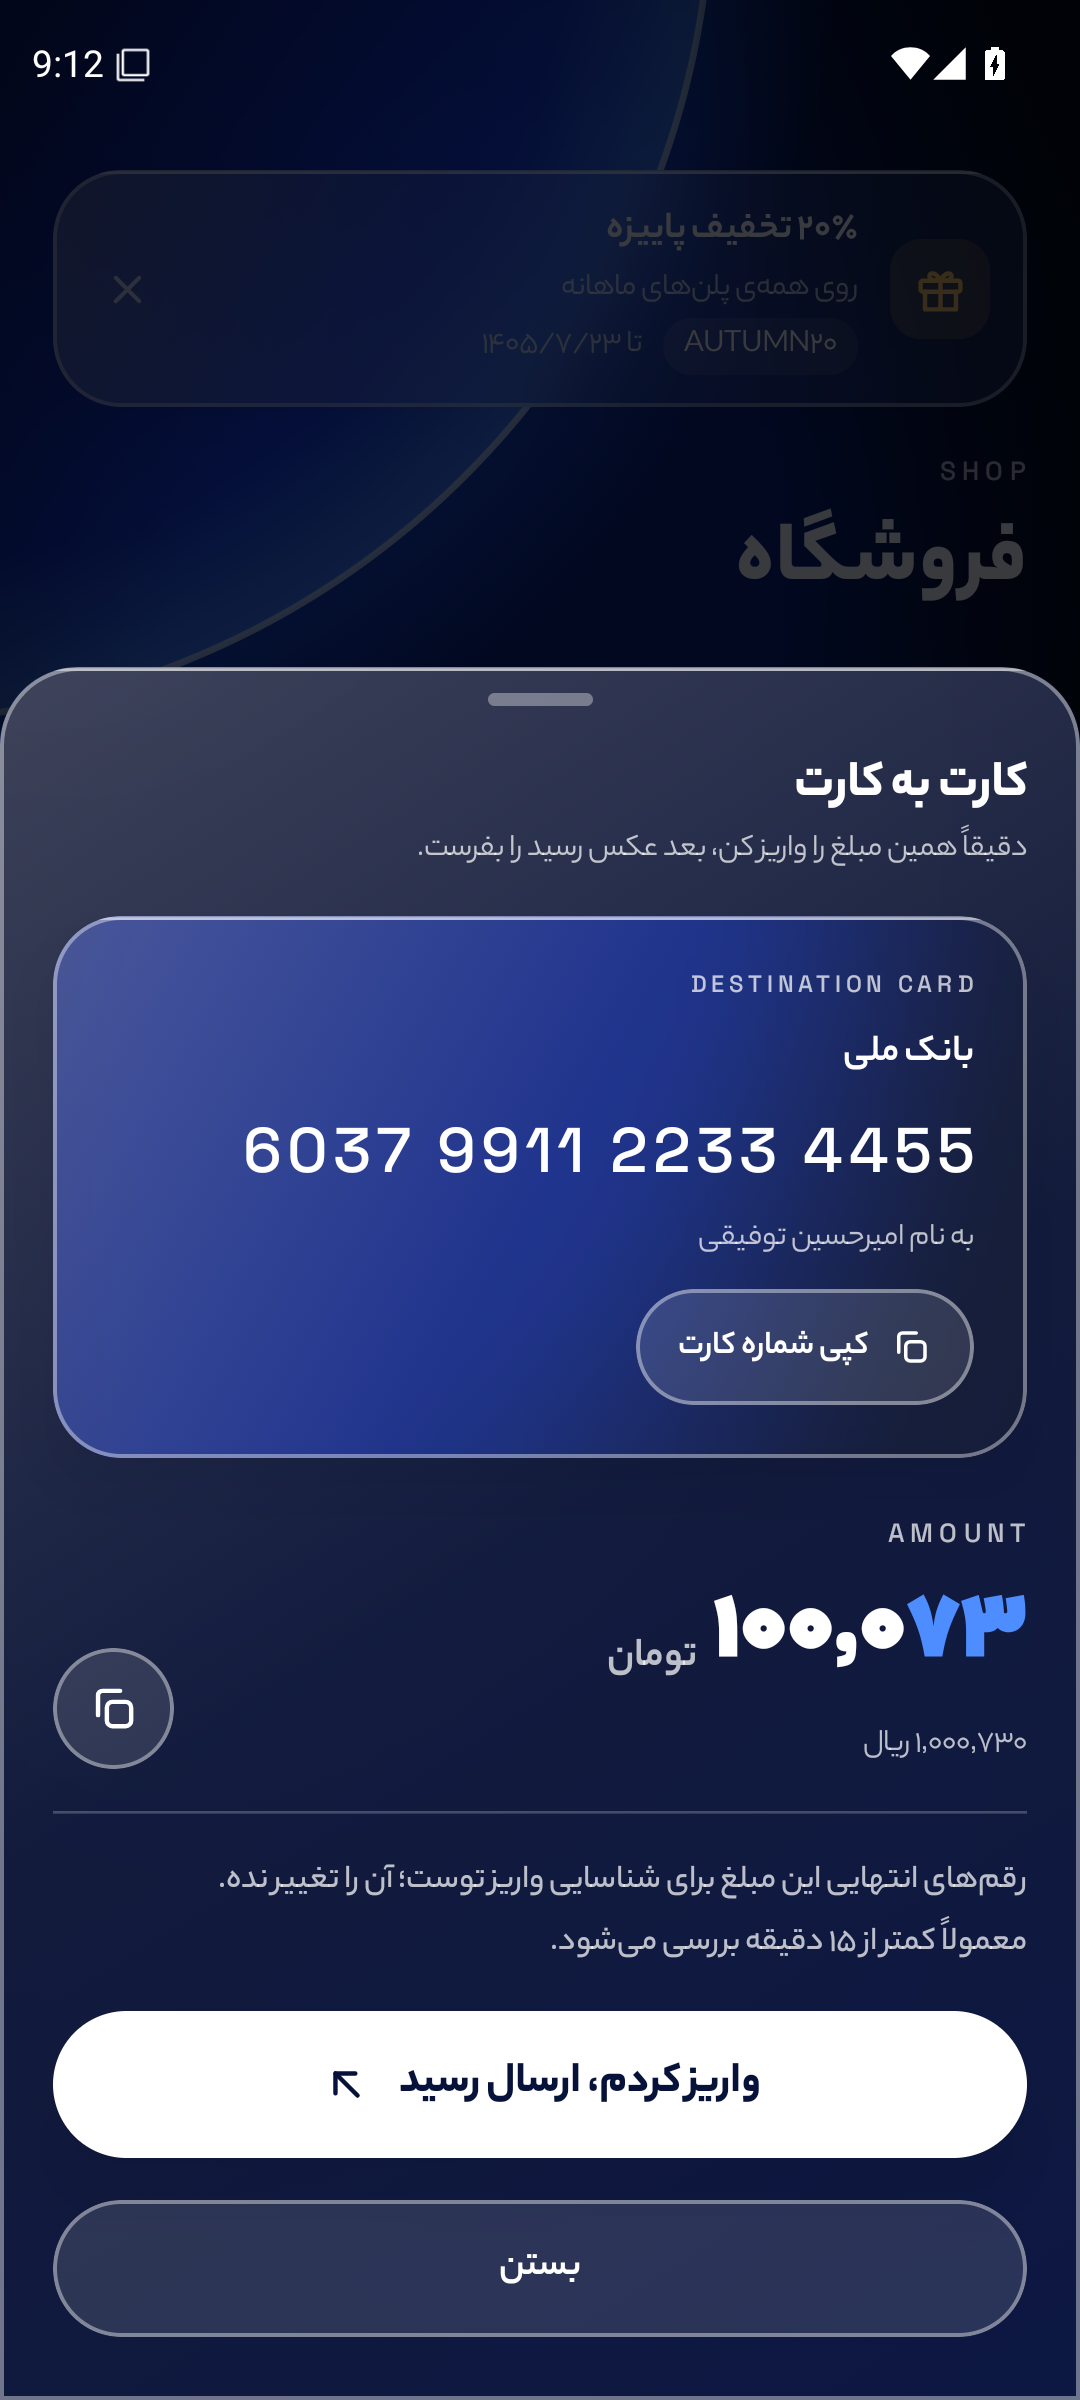 9:12
۲۰% تخفیف پاییزه
روی همه‌ی پلن‌های ماهانه
AUTUMN۲۰ تا ۱۴۰۵/۷/۲۳
SHOP
فروشگاه
کارت به کارت
دقیقاً همین مبلغ را واریز کن، بعد عکس رسید را بفرست.
DESTINATION CARD
بانک ملی
6037 9911 2233 4455
به نام امیرحسین توفیقی
کپی شماره کارت
AMOUNT
۱۰۰,۰۷۳ تومان
۱,۰۰۰,۷۳۰ ریال
رقم‌های انتهایی این مبلغ برای شناسایی واریز توست؛ آن را تغییر نده.
معمولاً کمتر از ۱۵ دقیقه بررسی می‌شود.
واریز کردم، ارسال رسید
بستن